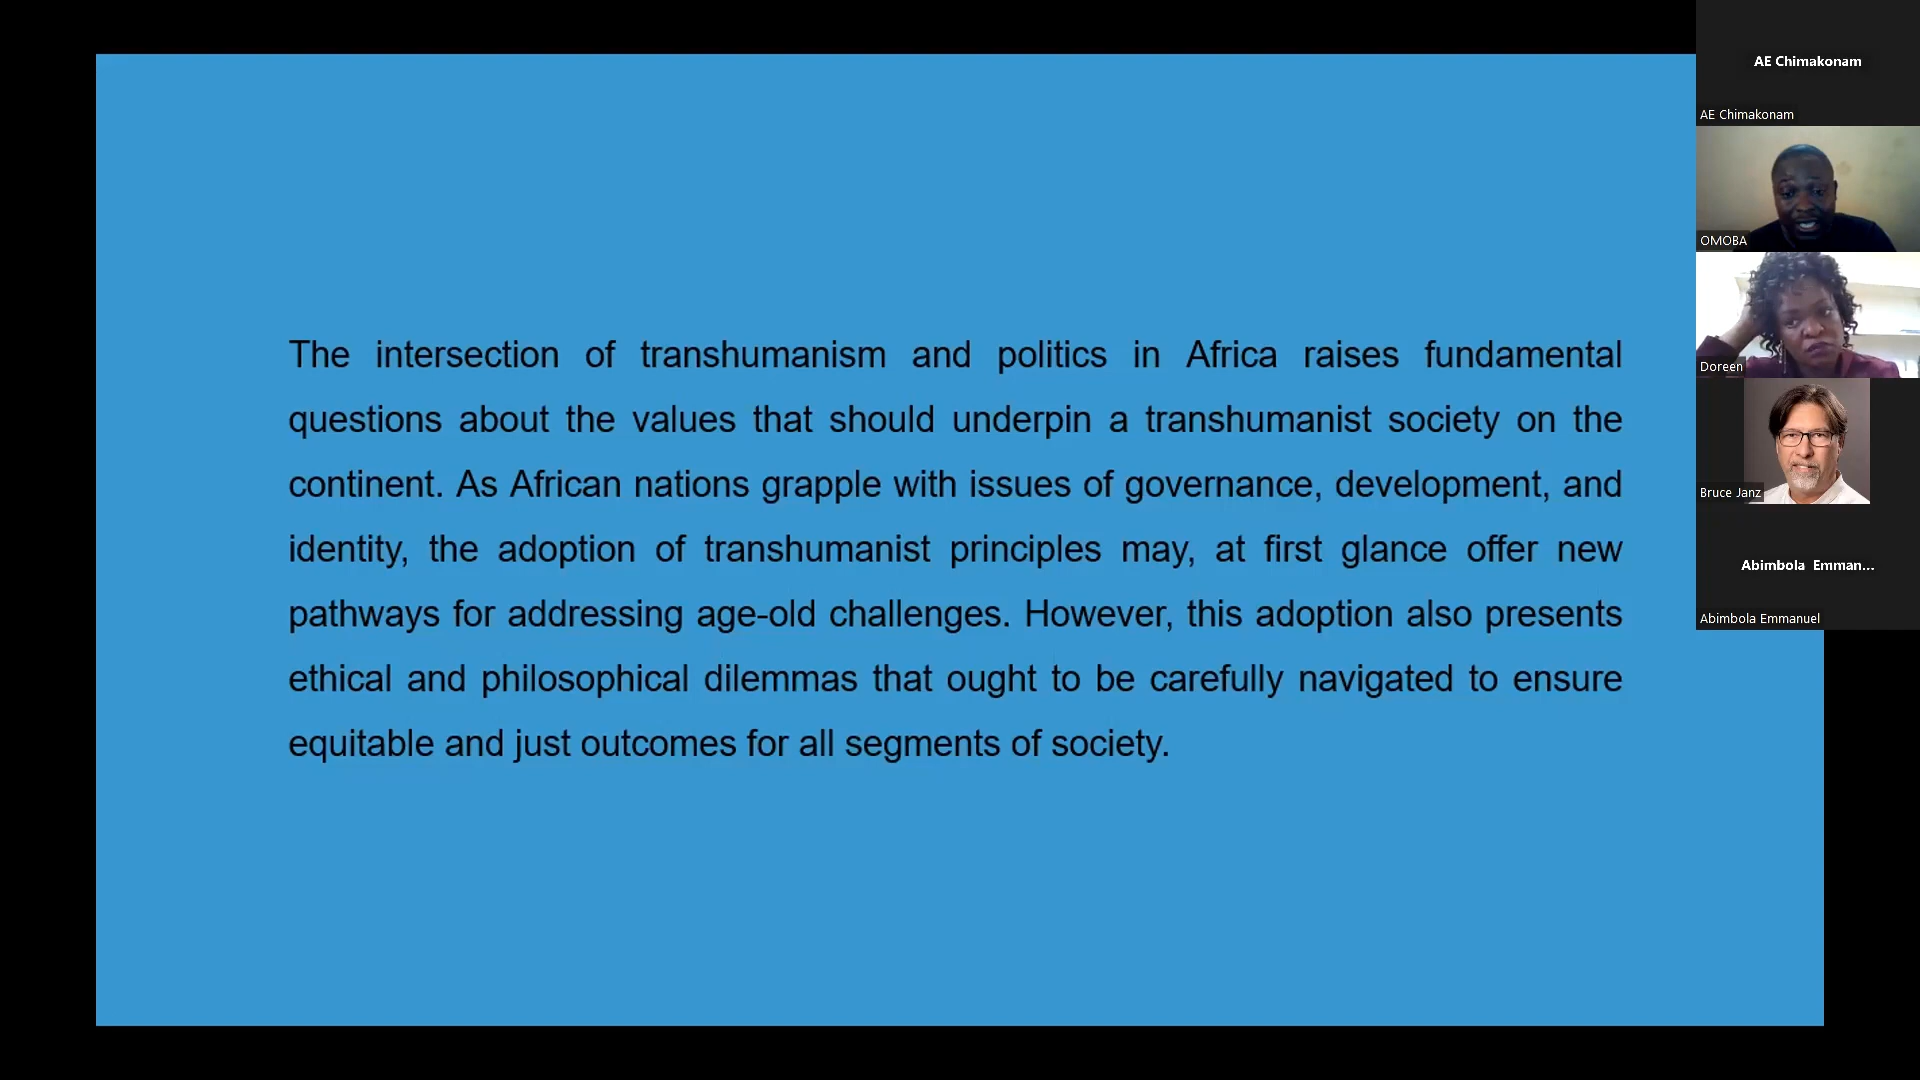 The intersection of transhumanism and politics in Africa raises fundamental
questions about the values that should underpin a transhumanist society on the
continent. As African nations grapple with issues of governance, development, and
identity, the adoption of transhumanist principles may, at first glance offer new
pathways for addressing age-old challenges. However, this adoption also presents
ethical and philosophical dilemmas that ought to be carefully navigated to ensure
equitable and just outcomes for all segments of society.
AE Chimakonam
AE Chimakonam
OMOBA
Doreen
Bruce Janz
Abimbola Emman...
Abimbola Emmanuel